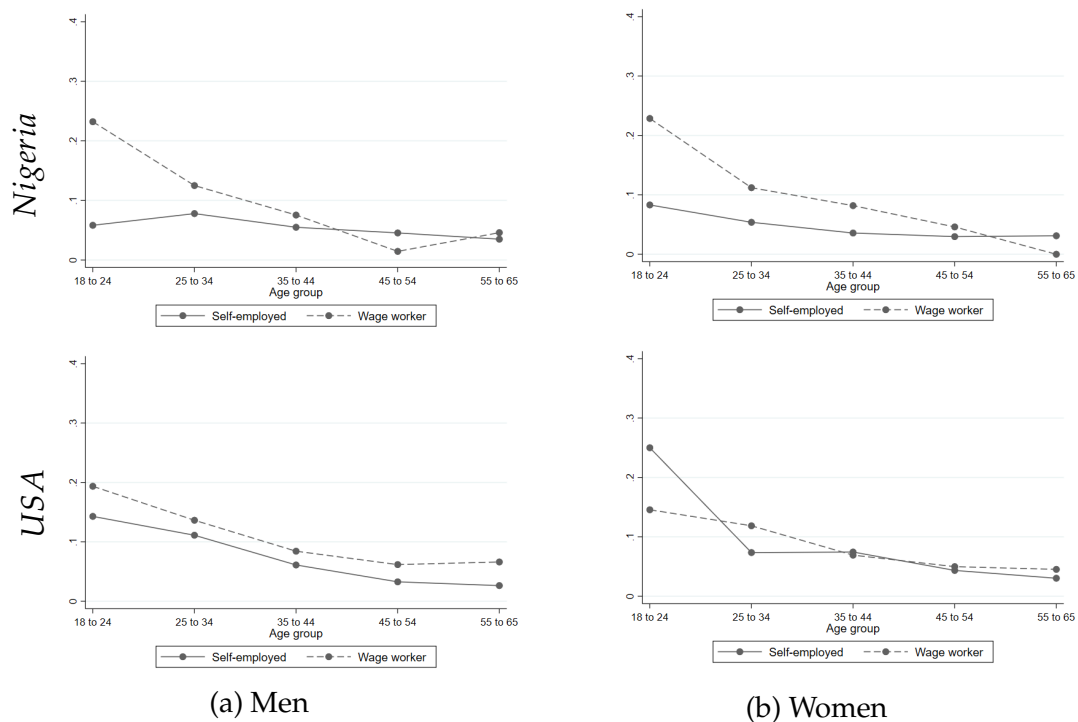 Nigeria
.4
.3
.2
.1
0
18 to 24 25 to 34 35 to 44 45 to 54 55 to 65
Age group
Self-employed Wage worker
.4
.3
.2
.1
0
18 to 24 25 to 34 35 to 44 45 to 54 55 to 65
Age group
Self-employed Wage worker
USA
.4
.3
.2
.1
0
18 to 24 25 to 34 35 to 44 45 to 54 55 to 65
Age group
Self-employed Wage worker
.4
.3
.2
.1
0
18 to 24 25 to 34 35 to 44 45 to 54 55 to 65
Age group
Self-employed Wage worker
(a) Men
(b) Women